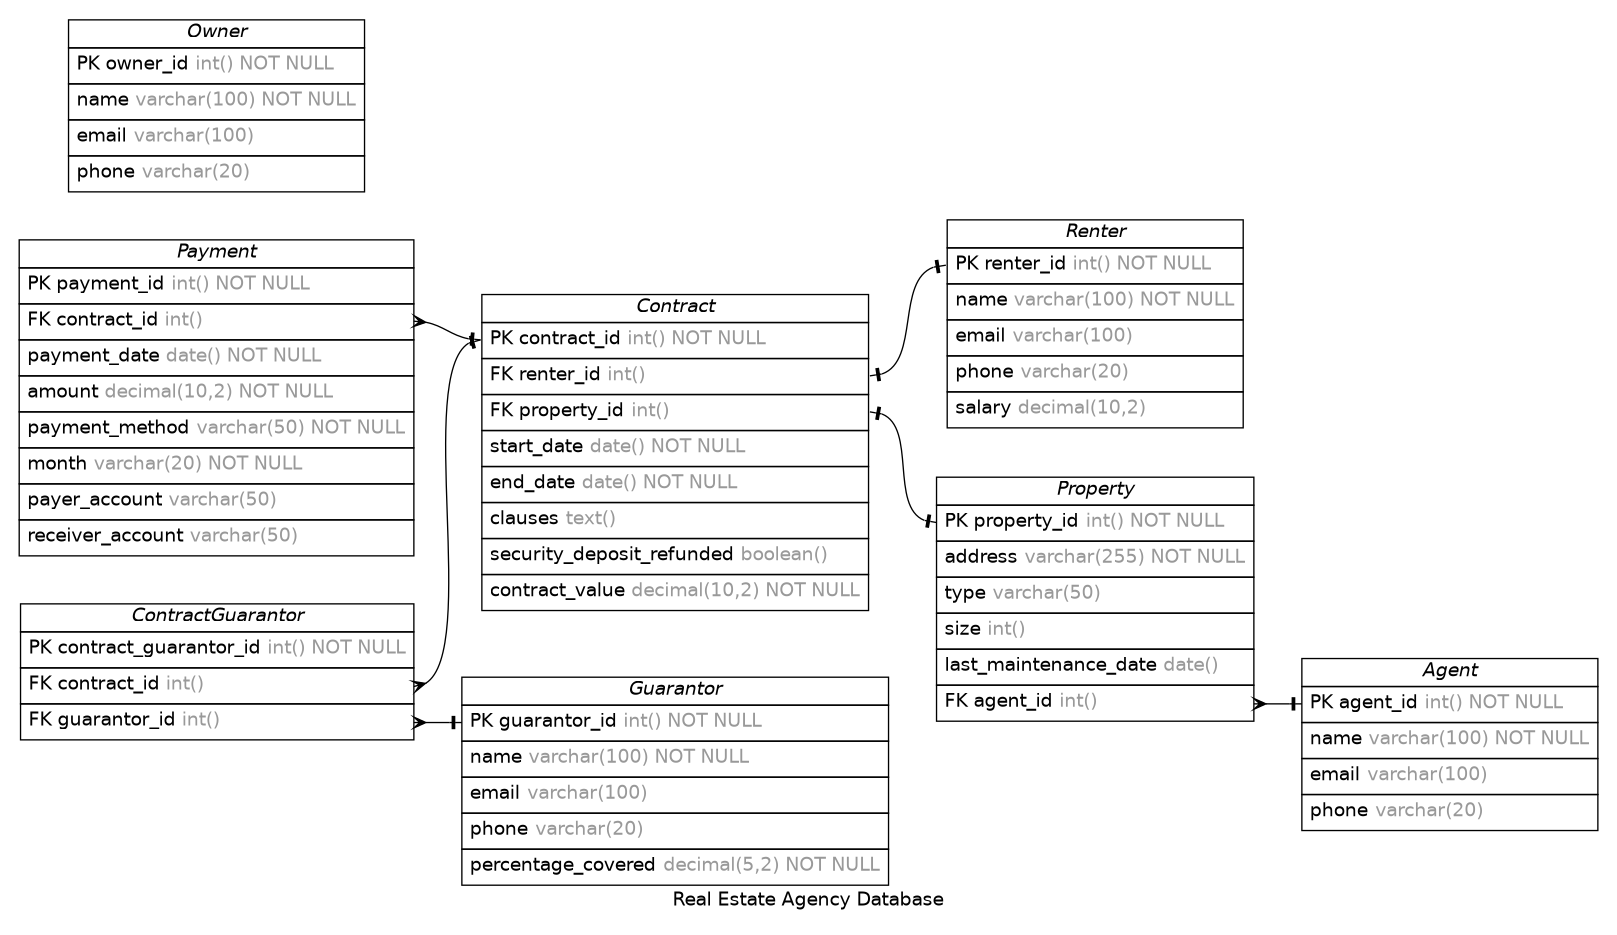 Owner
PK owner_id int() NOT NULL
name varchar(100) NOT NULL
email varchar(100)
phone varchar(20)
Payment
PK payment_id int() NOT NULL
FK contract_id int()
payment_date date() NOT NULL
amount decimal(10,2) NOT NULL
payment_method varchar(50) NOT NULL
month varchar(20) NOT NULL
payer_account varchar(50)
receiver_account varchar(50)
ContractGuarantor
PK contract_guarantor_id int() NOT NULL
FK contract_id int()
FK guarantor_id int()
Contract
PK contract_id int() NOT NULL
FK renter_id int()
FK property_id int()
start_date date() NOT NULL
end_date date() NOT NULL
clauses text()
security_deposit_refunded boolean()
contract_value decimal(10,2) NOT NULL
Guarantor
PK guarantor_id int() NOT NULL
name varchar(100) NOT NULL
email varchar(100)
phone varchar(20)
percentage_covered decimal(5,2) NOT NULL
Renter
PK renter_id int() NOT NULL
name varchar(100) NOT NULL
email varchar(100)
phone varchar(20)
salary decimal(10,2)
Property
PK property_id int() NOT NULL
address varchar(255) NOT NULL
type varchar(50)
size int()
last_maintenance_date date()
FK agent_id int()
Agent
PK agent_id int() NOT NULL
name varchar(100) NOT NULL
email varchar(100)
phone varchar(20)
Real Estate Agency Database